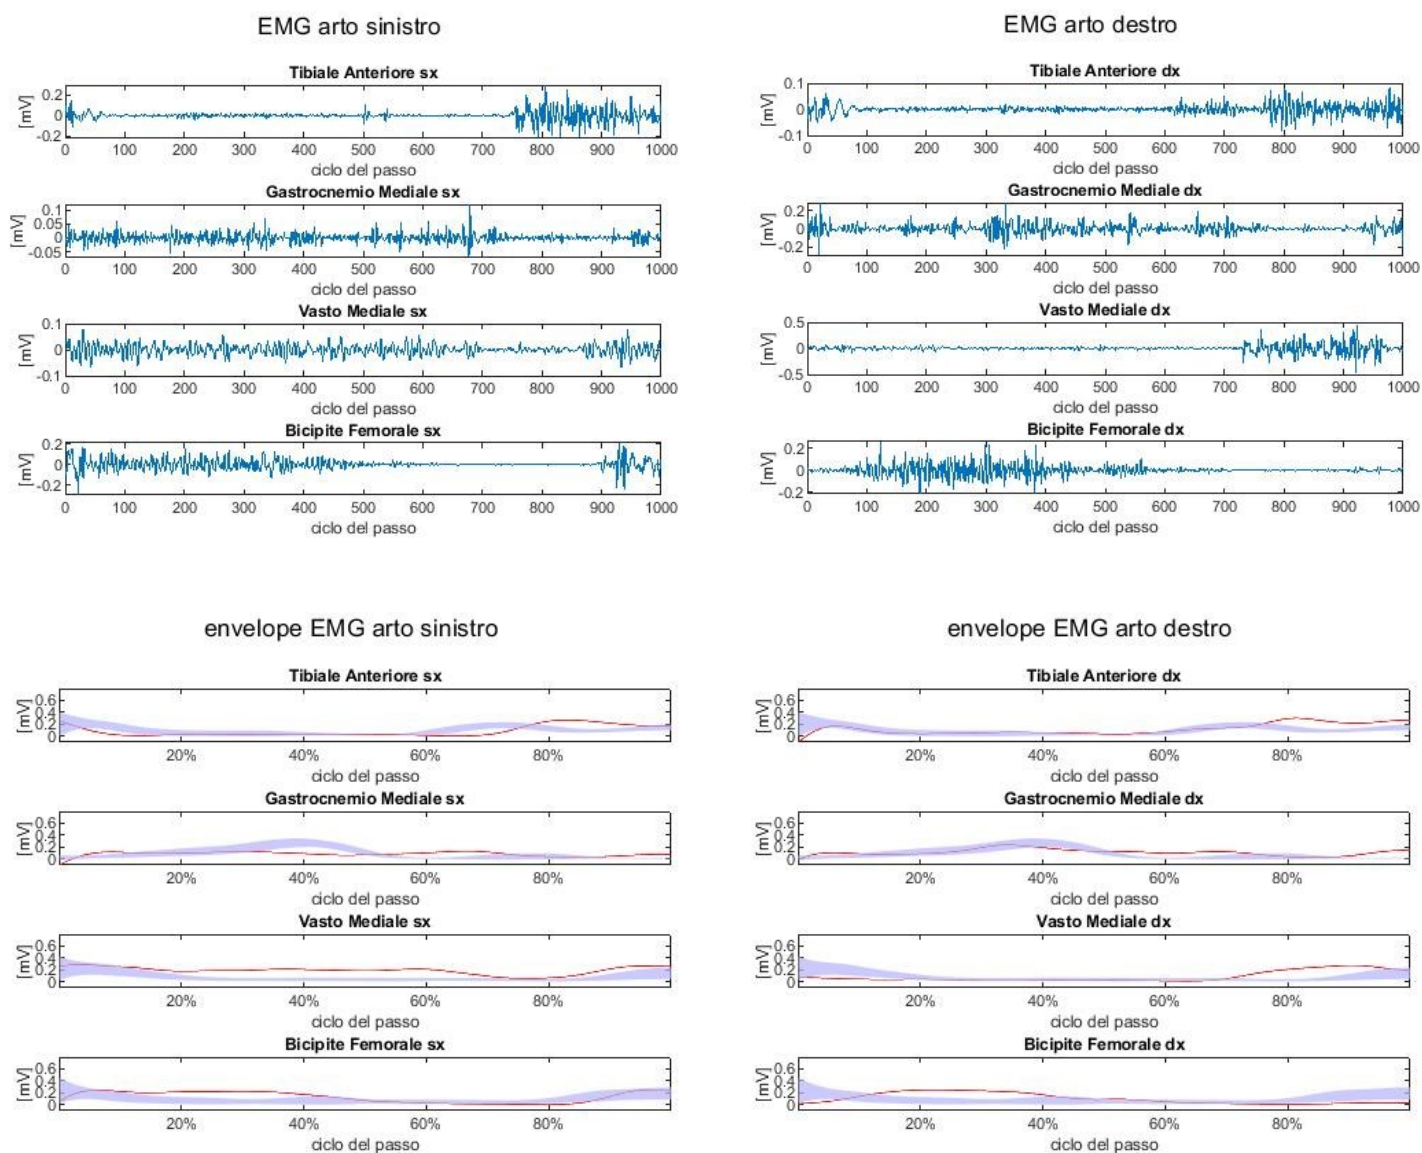 EMG arto sinistro
Tibiale Anteriore sx
[mV]
0.2
0
-0.2
0 100 200 300 400 500 600 700 800 900 1000
ciclo del passo
Gastrocnemio Mediale sx
[mV]
0.1
0.05
0
-0.05
0 100 200 300 400 500 600 700 800 900 1000
ciclo del passo
Vasto Mediale sx
[mV]
0.1
0
-0.1
0 100 200 300 400 500 600 700 800 900 1000
ciclo del passo
Bicipite Femorale sx
[mV]
0.2
0
-0.2
0 100 200 300 400 500 600 700 800 900 1000
ciclo del passo
EMG arto destro
Tibiale Anteriore dx
[mV]
0.1
0
-0.1
0 100 200 300 400 500 600 700 800 900 1000
ciclo del passo
Gastrocnemio Mediale dx
[mV]
0.2
0
-0.2
0 100 200 300 400 500 600 700 800 900 1000
ciclo del passo
Vasto Mediale dx
[mV]
0.5
0
-0.5
0 100 200 300 400 500 600 700 800 900 1000
ciclo del passo
Bicipite Femorale dx
[mV]
0.2
0
-0.2
0 100 200 300 400 500 600 700 800 900 1000
ciclo del passo
envelope EMG arto sinistro
Tibiale Anteriore sx
[mV]
0.6
0.4
0.2
0
20% 40% 60% 80%
ciclo del passo
Gastrocnemio Mediale sx
[mV]
0.6
0.4
0.2
0
20% 40% 60% 80%
ciclo del passo
Vasto Mediale sx
[mV]
0.6
0.4
0.2
0
20% 40% 60% 80%
ciclo del passo
Bicipite Femorale sx
[mV]
0.6
0.4
0.2
0
20% 40% 60% 80%
ciclo del passo
envelope EMG arto destro
Tibiale Anteriore dx
[mV]
0.6
0.4
0.2
0
20% 40% 60% 80%
ciclo del passo
Gastrocnemio Mediale dx
[mV]
0.6
0.4
0.2
0
20% 40% 60% 80%
ciclo del passo
Vasto Mediale dx
[mV]
0.6
0.4
0.2
0
20% 40% 60% 80%
ciclo del passo
Bicipite Femorale dx
[mV]
0.6
0.4
0.2
0
20% 40% 60% 80%
ciclo del passo